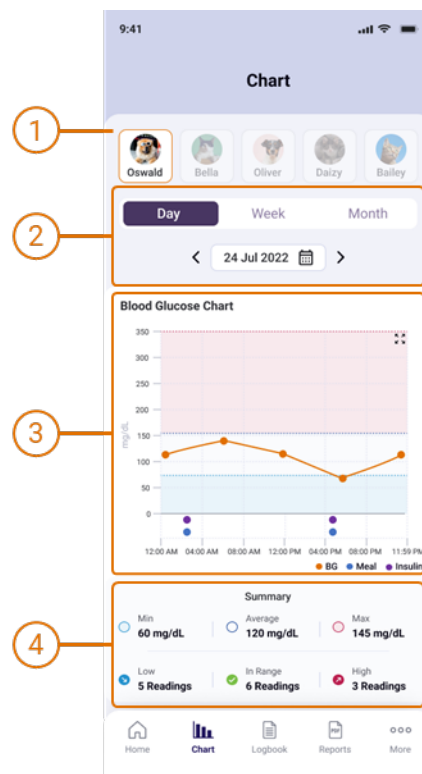 9:41
Chart
1
Oswald Bella Oliver Daizy Bailey
2
Day Week Month
24 Jul 2022
3
Blood Glucose Chart
350
300
250
200
150
100
50
0
mg/dL
12:00 AM 04:00 AM 08:00 AM 12:00 PM 04:00 PM 08:00 PM 11:59 PM
BG Meal Insulin
4
Summary
Min Average Max
60 mg/dL 120 mg/dL 145 mg/dL
Low In Range High
5 Readings 6 Readings 3 Readings
PDF
Home Chart Logbook Reports More